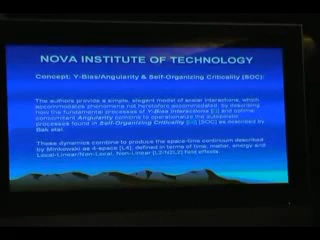 NOVA INSTITUTE OF TECHNOLOGY
Concept: Y-Bias/Angularity & Self-Organizing Criticality (SOC):
The authors provide a simple, elegant model of scalar interactions, which
accommodates phenomena not heretofore accommodated by describing
how the fundamental processes of Y-Bias interactions and
concomitant Angularity combine to operationalize the
processes found in Self-Organizing Criticality (SOC) as described by
Bak etal.
These dynamics combine to produce the space-time continuum described
by Minkowski as 4-space [L4], defined in terms of time, matter, energy and
Local-Linear/Non-Local, Non-Linear [L2/N2L2] field effects.